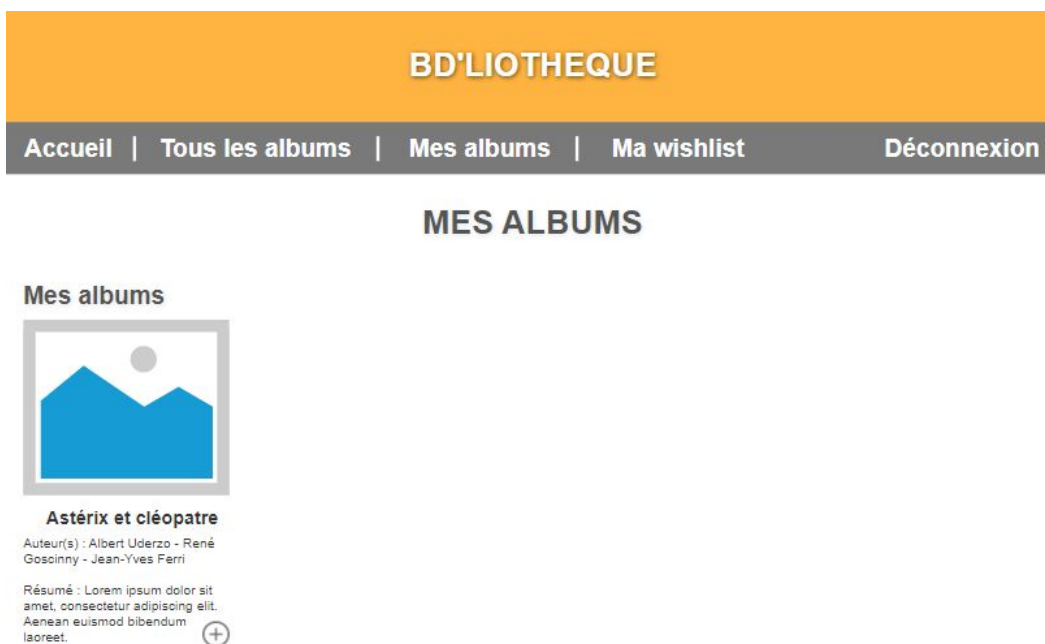 BD'LIOTHEQUE
Accueil | Tous les albums | Mes albums | Ma wishlist Déconnexion
MES ALBUMS
Mes albums
Astérix et cléopatre
Auteur(s) : Albert Uderzo - René
Goscinny - Jean-Yves Ferri
Résumé : Lorem ipsum dolor sit
amet, consectetur adipiscing elit.
Aenean euismod bibendum
laoreet.